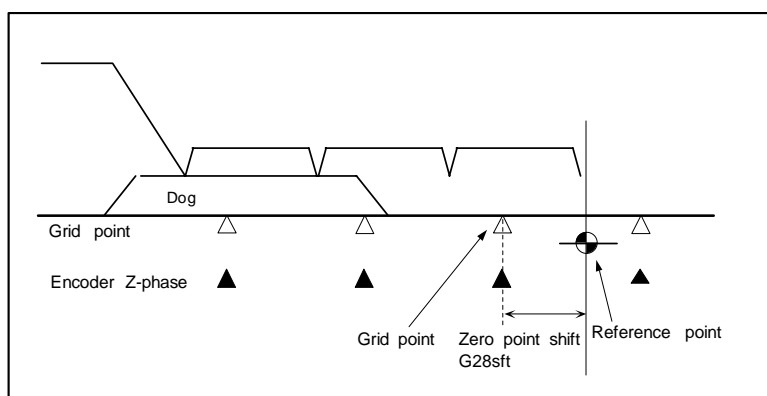 Dog
Grid point
Encoder Z-phase
Grid point
Zero point shift
G28sft
Reference point